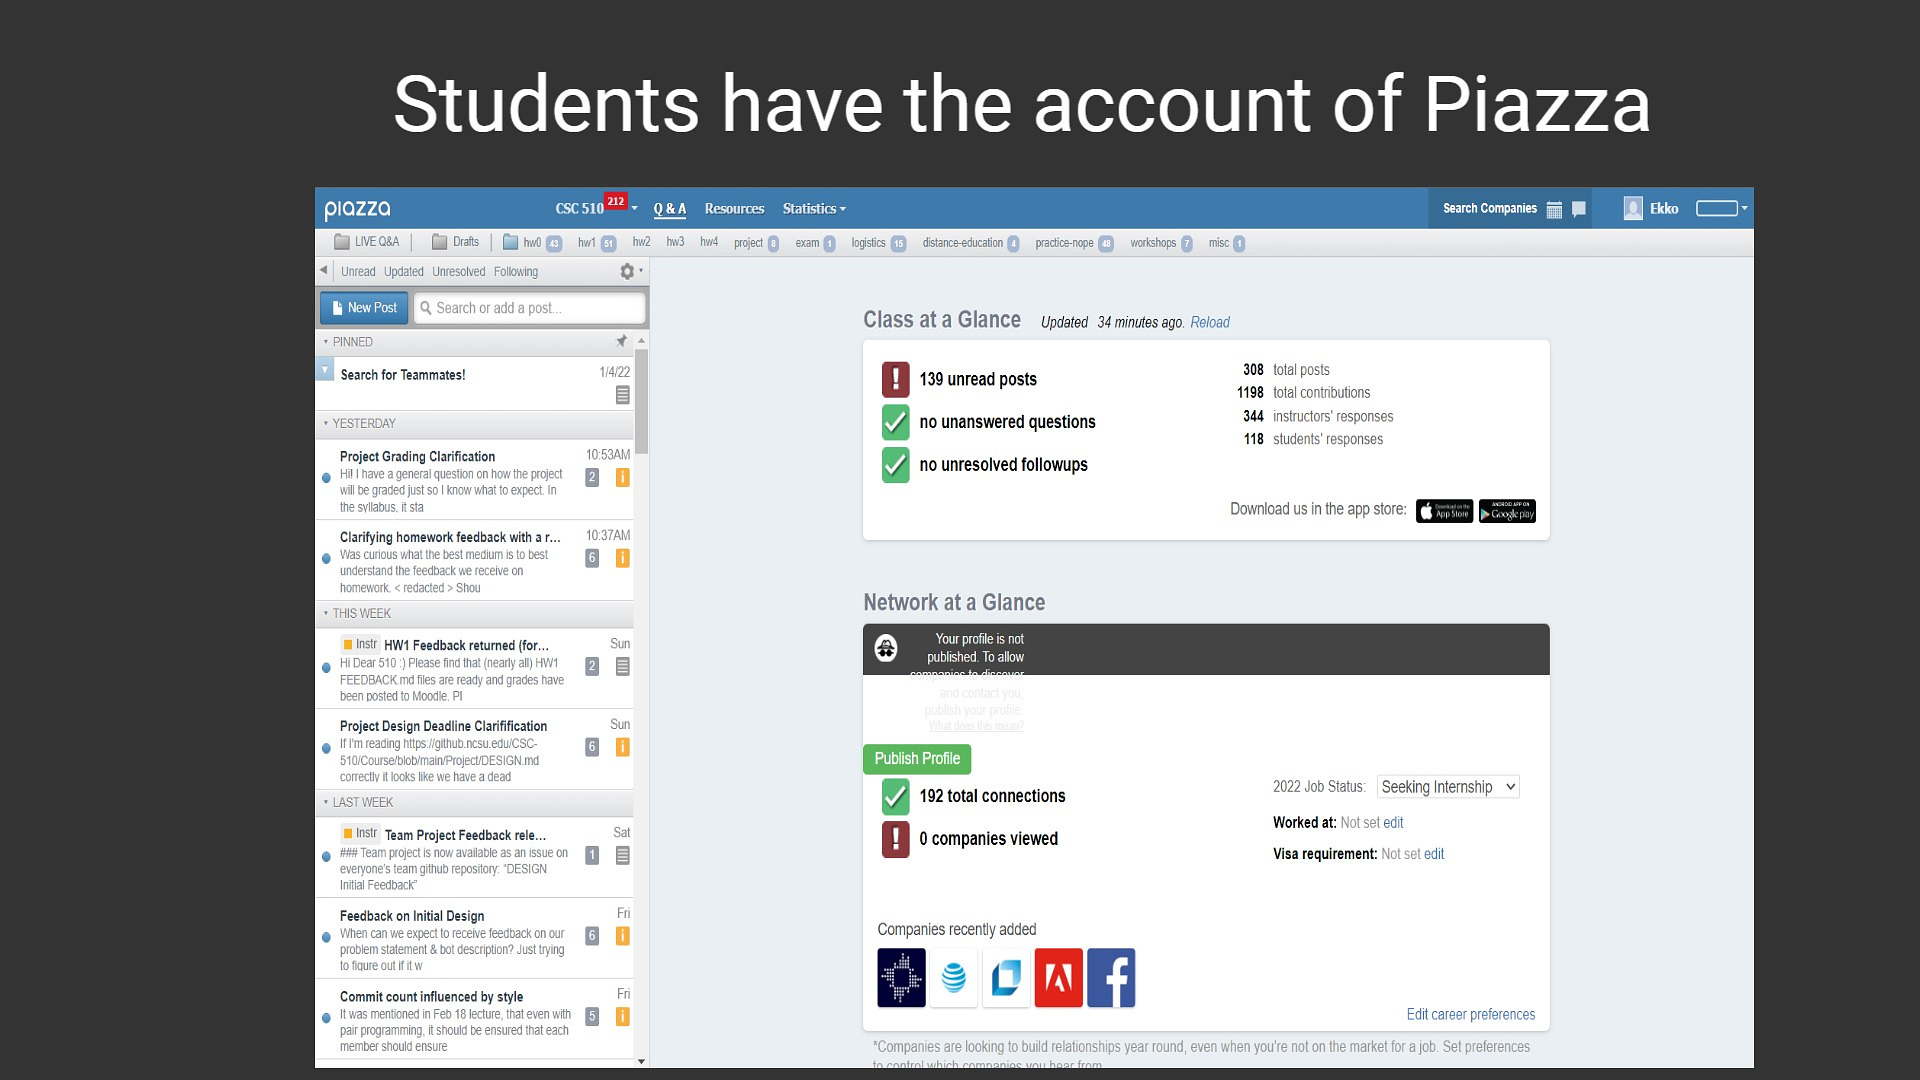 Students have the account of Piazza
piazza
CSC 510 212 Q & A Resources Statistics Search Companies Ekko
LIVE Q&A Drafts hw0 43 hw1 51 hw2 hw3 hw4 project 8 exam 1 logistics 15 distance-education 4 practice-nope 48 workshops 7 misc 1
Unread Updated Unresolved Following
New Post Search or add a post...
PINNED
Search for Teammates! 1/4/22
YESTERDAY
Project Grading Clarification 10:53AM
Hi! I have a general question on how the project 2 i
will be graded just so I know what to expect. In
the syllabus, it sta
Clarifying homework feedback with a r... 10:37AM
Was curious what the best medium is to best 6 i
understand the feedback we receive on
homework. < redacted > Shou
THIS WEEK
Instr HW1 Feedback returned (for... Sun
Hi Dear 510 :) Please find that (nearly all) HW1 2
FEEDBACK.md files are ready and grades have
been posted to Moodle. Pl
Project Design Deadline Clarifification Sun
If I'm reading https://github.ncsu.edu/CSC- 6 i
510/Course/blob/main/Project/DESIGN.md
correctly it looks like we have a dead
LAST WEEK
Instr Team Project Feedback rele... Sat
### Team project is now available as an issue on 1
everyone's team github repository: "DESIGN
Initial Feedback"
Feedback on Initial Design Fri
When can we expect to receive feedback on our 6 i
problem statement & bot description? Just trying
to figure out if it w
Commit count influenced by style Fri
It was mentioned in Feb 18 lecture, that even with 5 i
pair programming, it should be ensured that each
member should ensure
Class at a Glance Updated 34 minutes ago. Reload
139 unread posts
no unanswered questions
no unresolved followups
308 total posts
1198 total contributions
344 instructors' responses
118 students' responses
Download us in the app store: Download on the App Store ANDROID APP ON Google play
Network at a Glance
Your profile is not
published. To allow
companies to discover
and contact you,
publish your profile.
What does this mean?
Publish Profile
192 total connections
0 companies viewed
2022 Job Status: Seeking Internship
Worked at: Not set edit
Visa requirement: Not set edit
Companies recently added
Edit career preferences
*Companies are looking to build relationships year round, even when you're not on the market for a job. Set preferences
to control which companies you hear from.